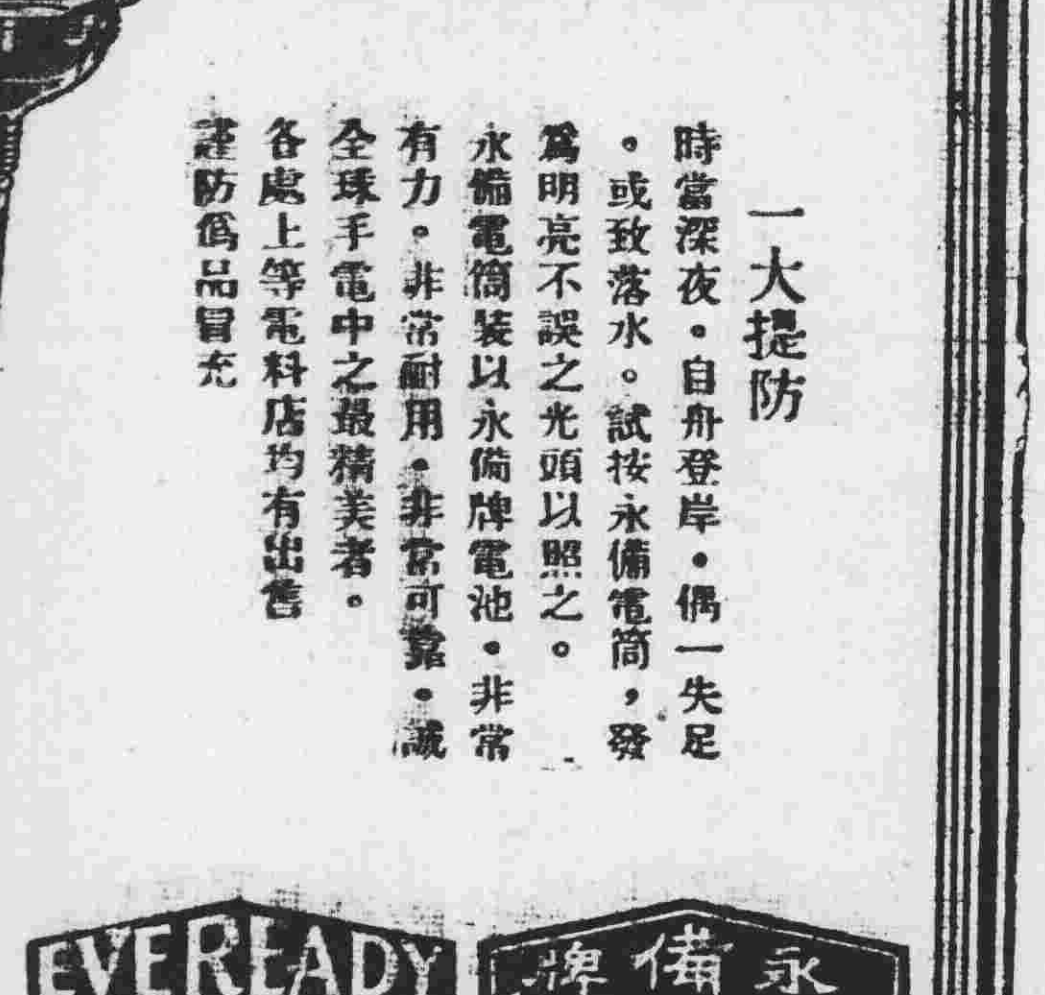 一大提防
時當深夜。自舟登岸。偶一失足
。或致落水。試按永備電筒，發
爲明亮不誤之光頭以照之。
永備電筒裝以永備牌電池。非常
有力。非常耐用。非常可靠。誠
全球手電中之最精美者。
各處上等電料店均有出售
謹防僞品冒充
EVEREADY
永備牌